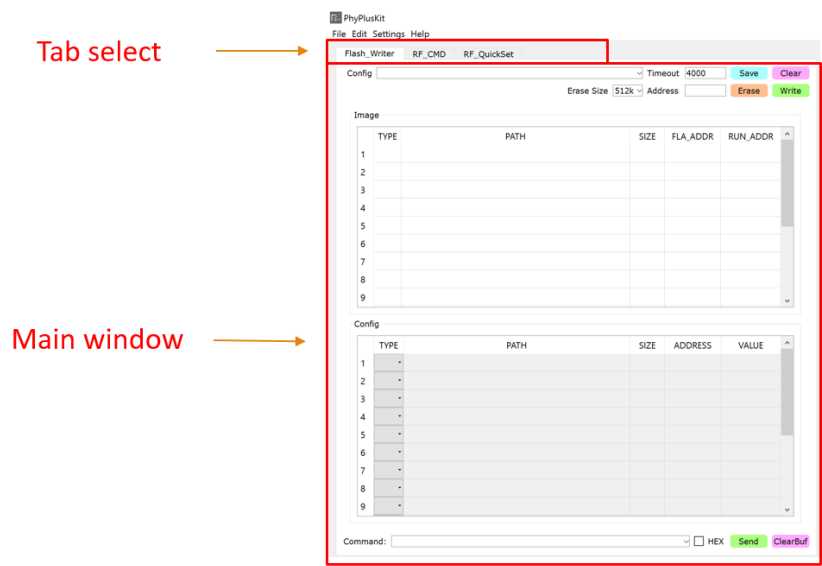 PhyPlusKit
File Edit Settings Help
Tab select
Flash_Writer RF_CMD RF_QuickSet
Config Timeout 4000 Save Clear
Erase Size 512k Address Erase Write
Image
TYPE PATH SIZE FLA_ADDR RUN_ADDR
1
2
3
4
5
6
7
8
9
Main window
Config
TYPE PATH SIZE ADDRESS VALUE
1
2
3
4
5
6
7
8
9
Command: HEX Send ClearBuf